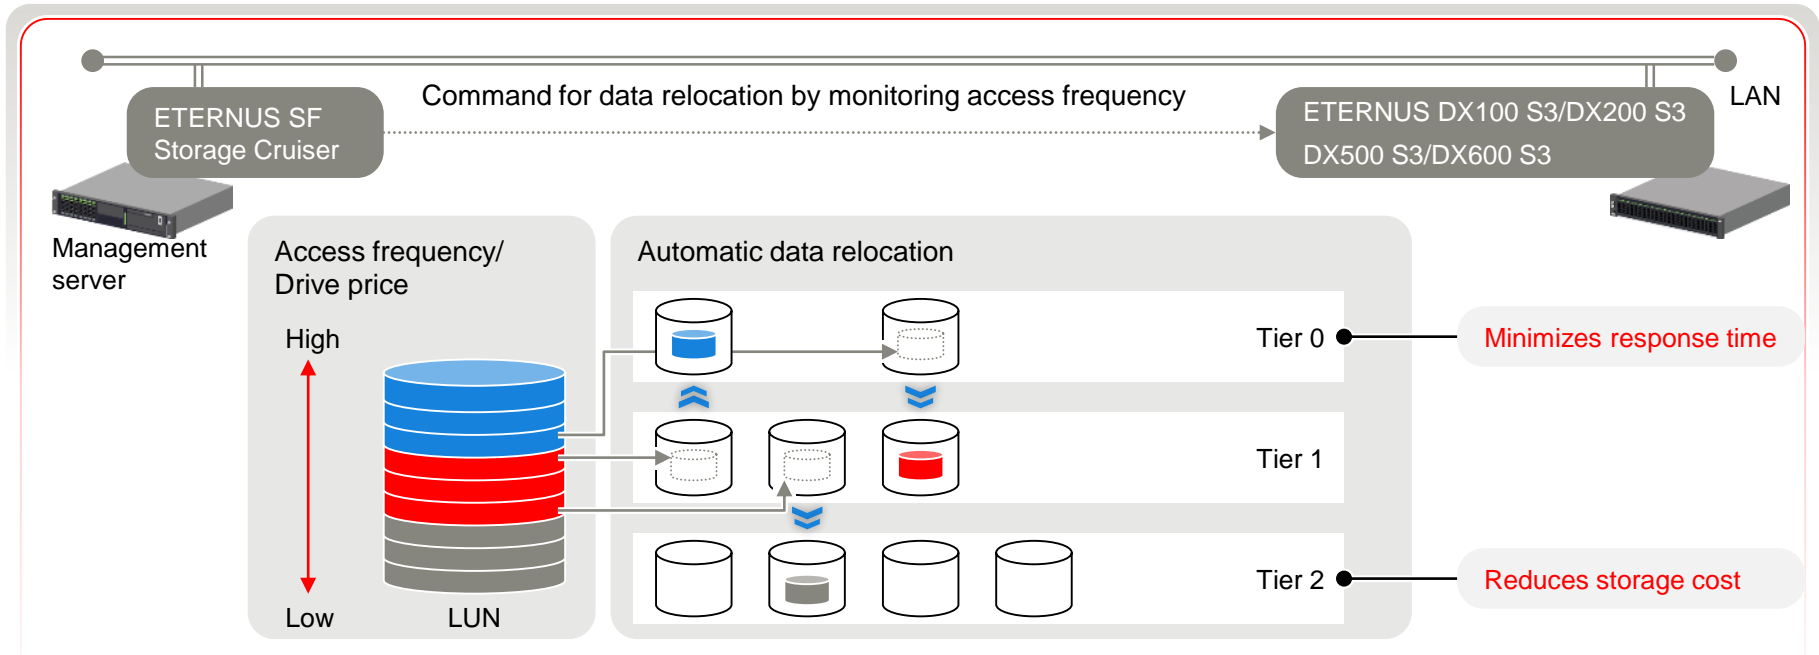 Command for data relocation by monitoring access frequency
LAN
ETERNUS SF
Storage Cruiser
ETERNUS DX100 S3/DX200 S3
DX500 S3/DX600 S3
Management
server
Access frequency/
Drive price
High
Low
LUN
Automatic data relocation
Tier 0
Minimizes response time
Tier 1
Tier 2
Reduces storage cost